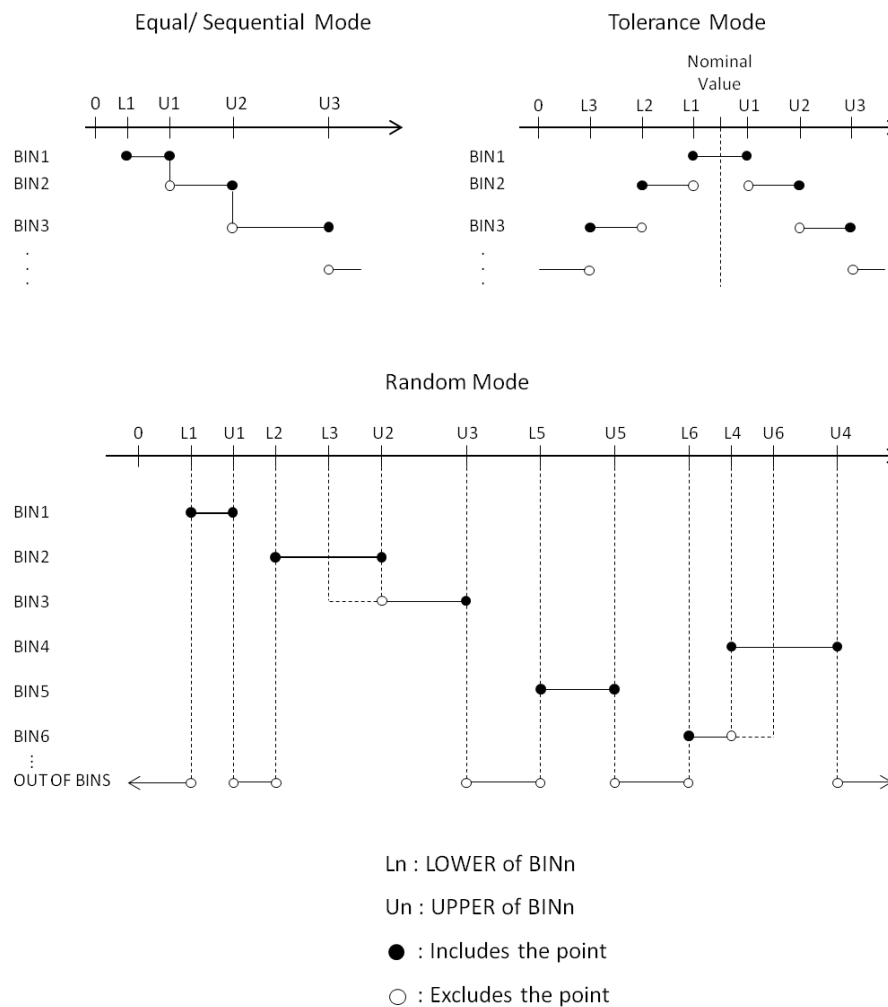 Equal/ Sequential Mode
0 L1 U1 U2 U3
BIN1
BIN2
BIN3
Tolerance Mode
Nominal
Value
0 L3 L2 L1 U1 U2 U3
BIN1
BIN2
BIN3
Random Mode
0 L1 U1 L2 L3 U2 U3 L5 U5 L6 L4 U6 U4
BIN1
BIN2
BIN3
BIN4
BIN5
BIN6
OUT OF BINS
Ln : LOWER of BINn
Un : UPPER of BINn
: Includes the point
: Excludes the point